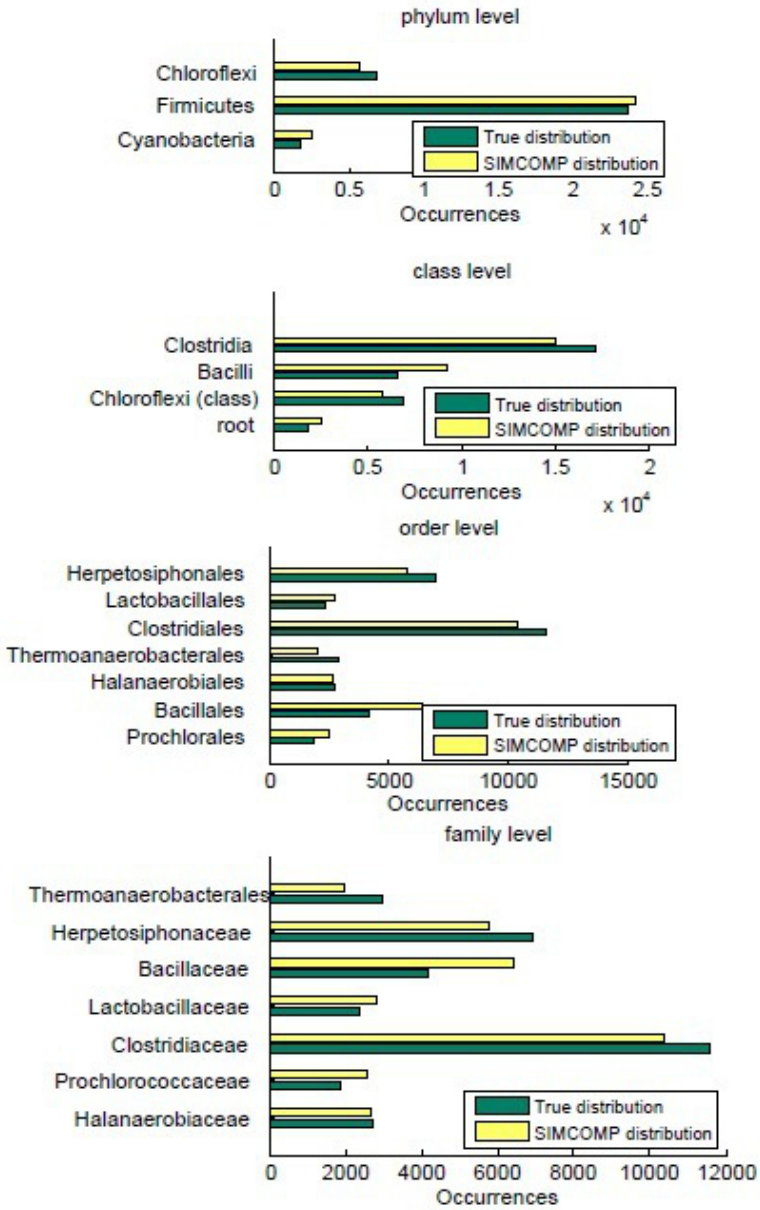 phylum level
Chloroflexi
Firmicutes
Cyanobacteria
True distribution
SIMCOMP distribution
0 0.5 1 1.5 2 2.5
Occurrences
x 10^4
class level
Clostridia
Bacilli
Chloroflexi (class)
root
True distribution
SIMCOMP distribution
0 0.5 1 1.5 2
Occurrences
x 10^4
order level
Herpetosiphonales
Lactobacillales
Clostridiales
Thermoanaerobacterales
Halanaerobiales
Bacillales
Prochlorales
True distribution
SIMCOMP distribution
0 5000 10000 15000
Occurrences
family level
Thermoanaerobacterales
Herpetosiphonaceae
Bacillaceae
Lactobacillaceae
Clostridiaceae
Prochlorococcaceae
Halanaerobiaceae
True distribution
SIMCOMP distribution
0 2000 4000 6000 8000 10000 12000
Occurrences